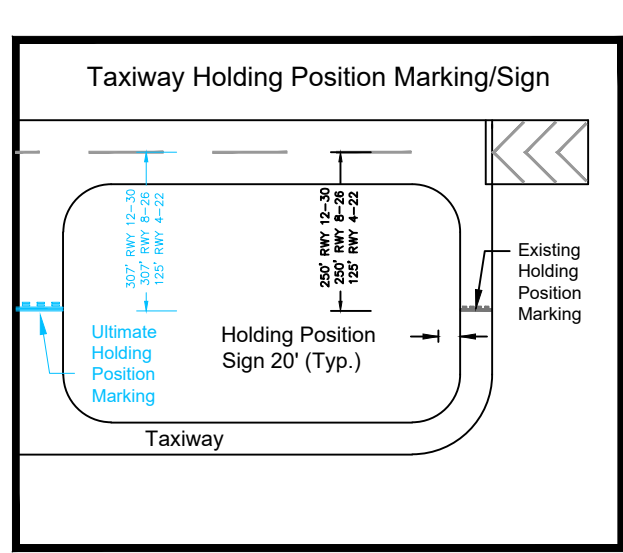 Taxiway Holding Position Marking/Sign
307' RWY 12-30
307' RWY 8-26
125' RWY 4-22
250' RWY 12-30
250' RWY 8-26
125' RWY 4-22
Existing
Holding
Position
Marking
Ultimate
Holding
Position
Marking
Holding Position
Sign 20' (Typ.)
Taxiway